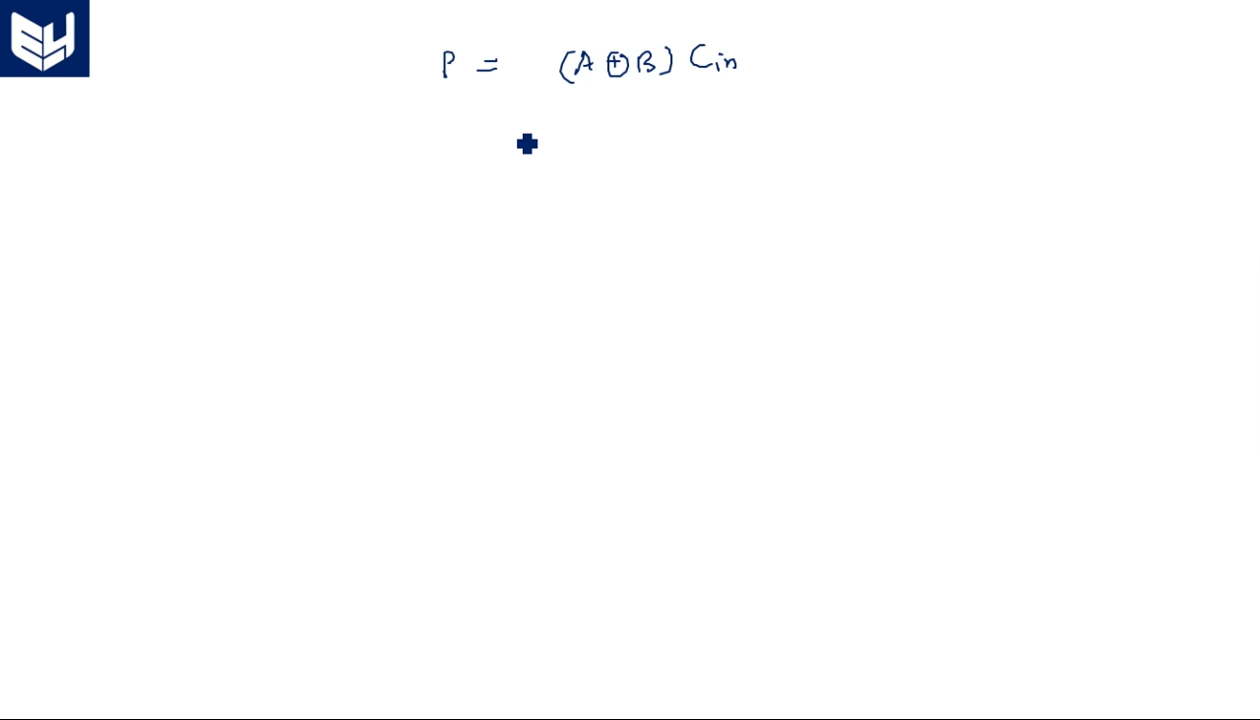 P = (A ⊕ B) Cin